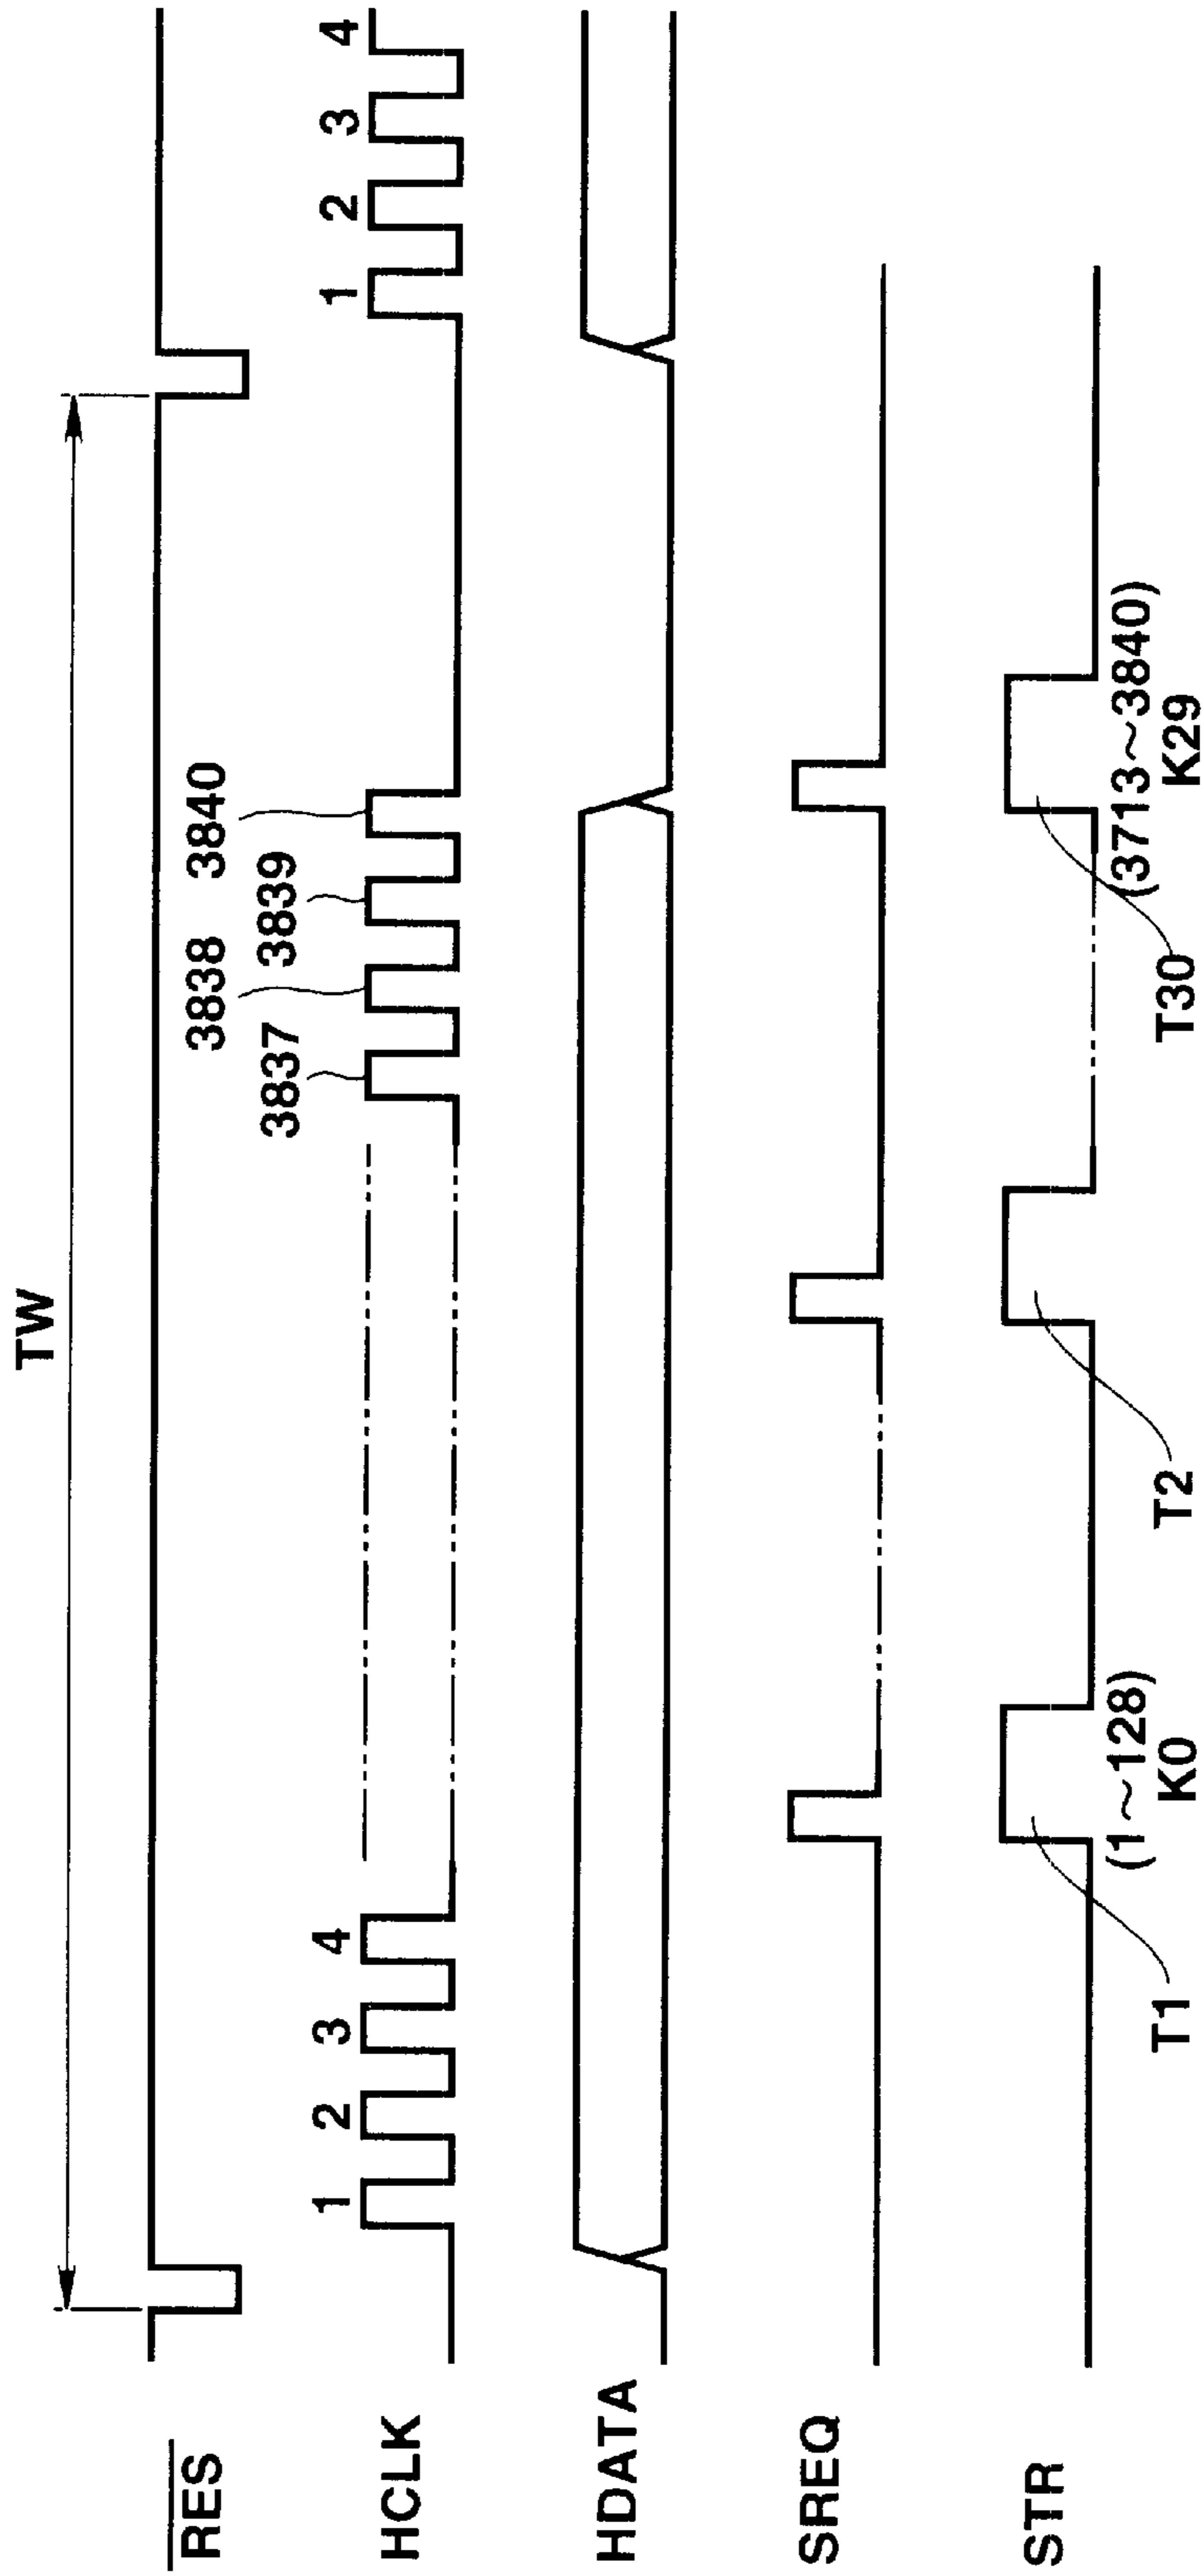 TW
RES
HCLK
1 2 3 4
3837 3838 3839 3840
1 2 3 4
HDATA
SREQ
STR
T1
(1~128)
K0
T2
T30
(3713~3840)
K29